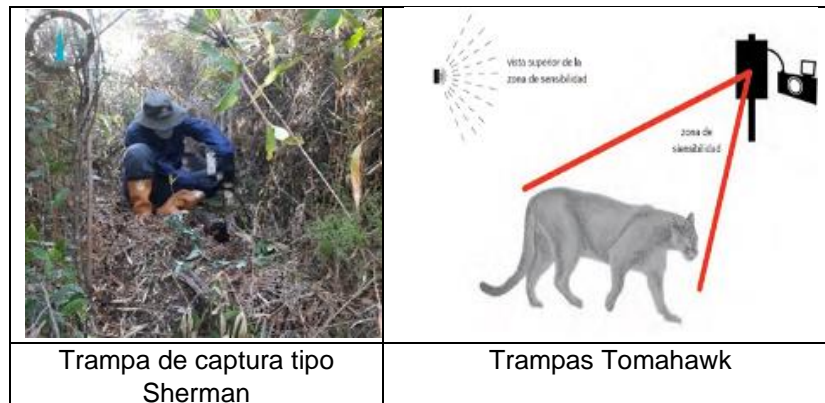 vista superior de la
zona de sensibilidad
zona de
sensibilidad
Trampa de captura tipo
Sherman
Trampas Tomahawk